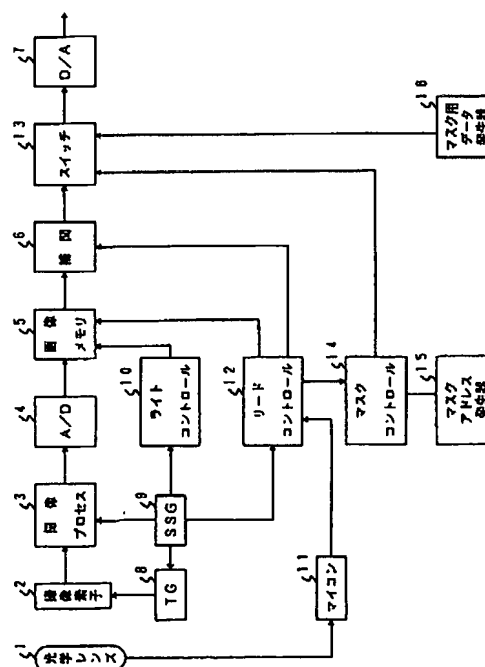 1
光学レンズ
2
撮像素子
3
画像
プロセス
4
A/D
5
画像
メモリ
6
補間
13
スイッチ
7
D/A
8
TG
9
SSG
10
ライト
コントロール
11
マイコン
12
リード
コントロール
14
マスク
コントロール
15
マスク
アドレス
発生器
16
マスク用
データ
発生器